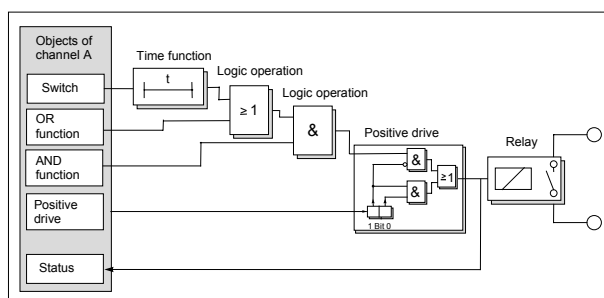 Objects of
channel A
Time function
t
Logic operation
Switch
≥ 1
Logic operation
OR
function
&
Positive drive
Relay
AND
function
&
≥1
&
Positive drive
1 Bit 0
Status